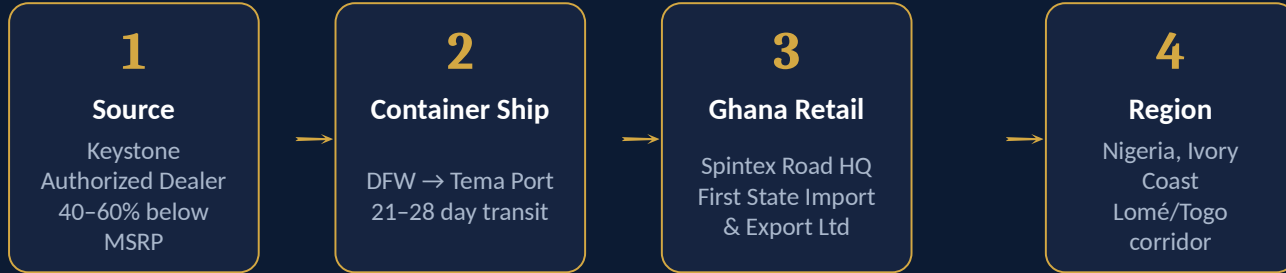 1
Source
Keystone
Authorized Dealer
40–60% below
MSRP
2
Container Ship
DFW → Tema Port
21–28 day transit
3
Ghana Retail
Spintex Road HQ
First State Import
& Export Ltd
4
Region
Nigeria, Ivory
Coast
Lomé/Togo
corridor